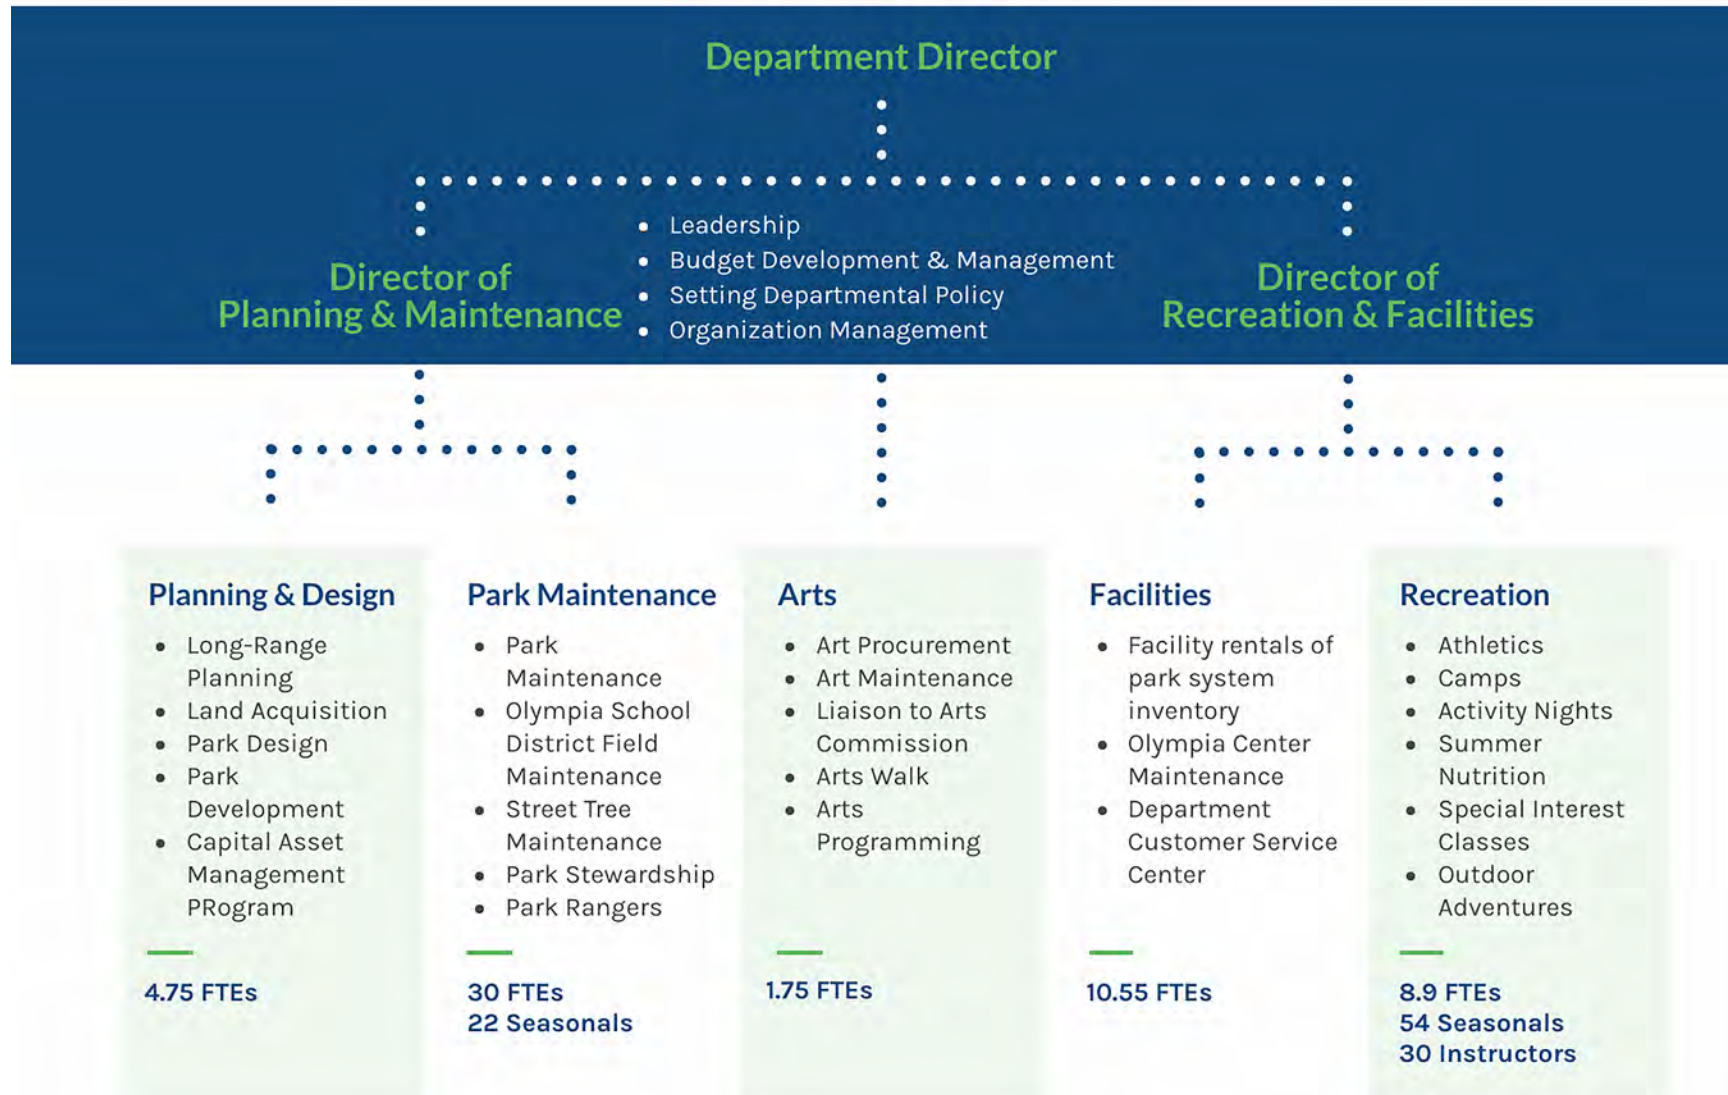 Department Director
Director of
Planning & Maintenance
• Leadership
• Budget Development & Management
• Setting Departmental Policy
• Organization Management
Director of
Recreation & Facilities
Planning & Design
• Long-Range
Planning
• Land Acquisition
• Park Design
• Park
Development
• Capital Asset
Management
PRogram
4.75 FTEs
Park Maintenance
• Park
Maintenance
• Olympia School
District Field
Maintenance
• Street Tree
Maintenance
• Park Stewardship
• Park Rangers
30 FTEs
22 Seasonals
Arts
• Art Procurement
• Art Maintenance
• Liaison to Arts
Commission
• Arts Walk
• Arts
Programming
1.75 FTEs
Facilities
• Facility rentals of
park system
inventory
• Olympia Center
Maintenance
• Department
Customer Service
Center
10.55 FTEs
Recreation
• Athletics
• Camps
• Activity Nights
• Summer
Nutrition
• Special Interest
Classes
• Outdoor
Adventures
8.9 FTEs
54 Seasonals
30 Instructors